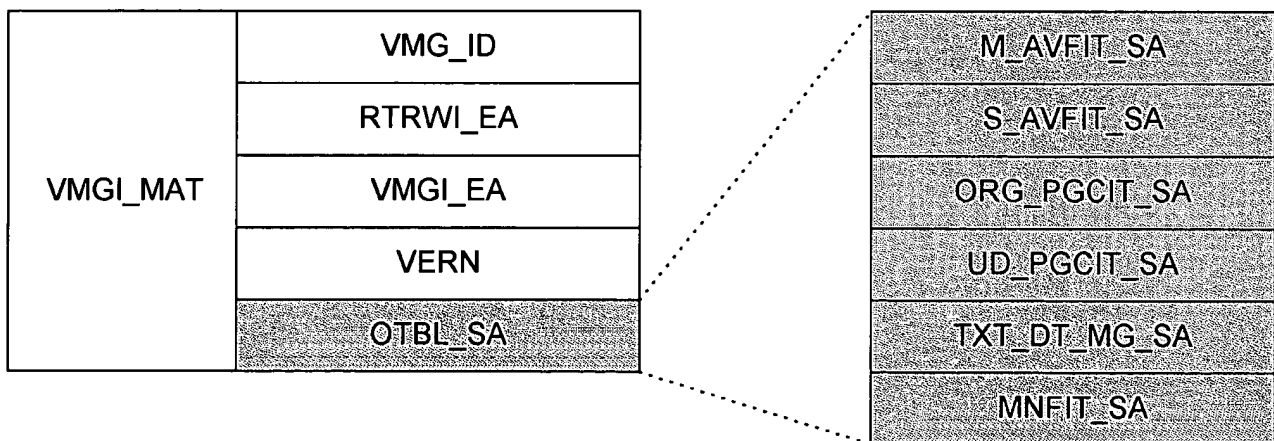 VMGI_MAT
VMG_ID
RTRWI_EA
VMGI_EA
VERN
OTBL_SA
M_AVFIT_SA
S_AVFIT_SA
ORG_PGCIT_SA
UD_PGCIT_SA
TXT_DT_MG_SA
MNFIT_SA